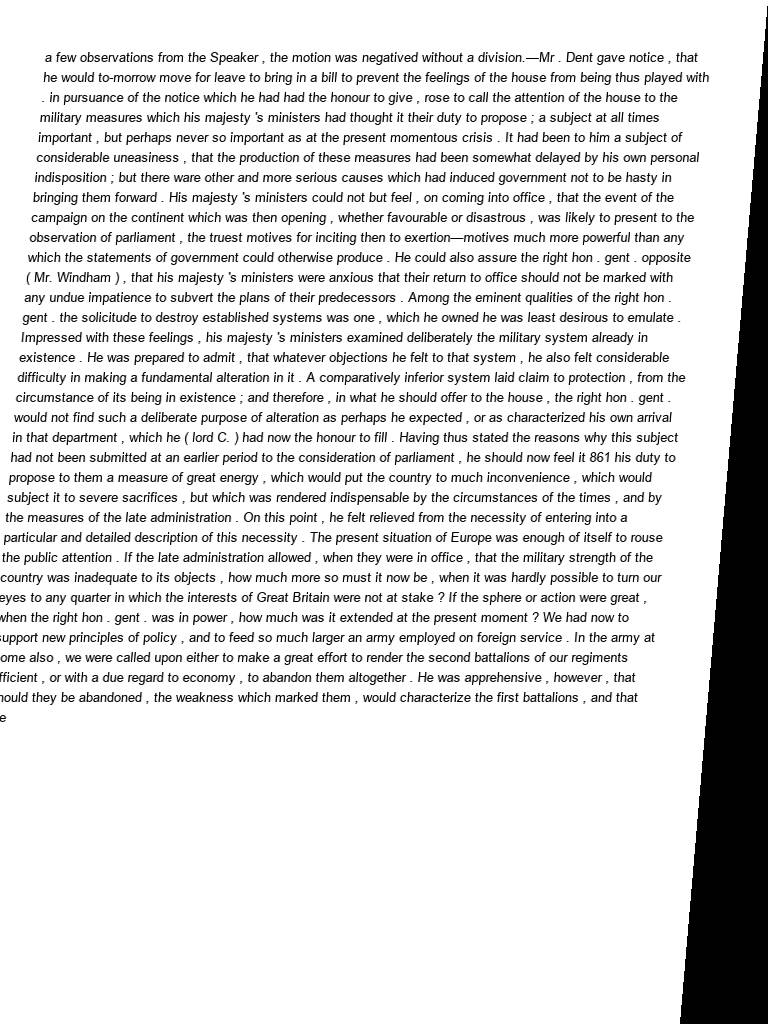 a few observations from the Speaker , the motion was negatived without a division.—Mr . Dent gave notice , that
he would to-morrow move for leave to bring in a bill to prevent the feelings of the house from being thus played with
. in pursuance of the notice which he had had the honour to give , rose to call the attention of the house to the
military measures which his majesty 's ministers had thought it their duty to propose ; a subject at all times
important , but perhaps never so important as at the present momentous crisis . It had been to him a subject of
considerable uneasiness , that the production of these measures had been somewhat delayed by his own personal
indisposition ; but there ware other and more serious causes which had induced government not to be hasty in
bringing them forward . His majesty 's ministers could not but feel , on coming into office , that the event of the
campaign on the continent which was then opening , whether favourable or disastrous , was likely to present to the
observation of parliament , the truest motives for inciting then to exertion—motives much more powerful than any
which the statements of government could otherwise produce . He could also assure the right hon . gent . opposite
( Mr. Windham ) , that his majesty 's ministers were anxious that their return to office should not be marked with
any undue impatience to subvert the plans of their predecessors . Among the eminent qualities of the right hon .
gent . the solicitude to destroy established systems was one , which he owned he was least desirous to emulate .
Impressed with these feelings , his majesty 's ministers examined deliberately the military system already in
existence . He was prepared to admit , that whatever objections he felt to that system , he also felt considerable
difficulty in making a fundamental alteration in it . A comparatively inferior system laid claim to protection , from the
circumstance of its being in existence ; and therefore , in what he should offer to the house , the right hon . gent .
would not find such a deliberate purpose of alteration as perhaps he expected , or as characterized his own arrival
in that department , which he ( lord C. ) had now the honour to fill . Having thus stated the reasons why this subject
had not been submitted at an earlier period to the consideration of parliament , he should now feel it 861 his duty to
propose to them a measure of great energy , which would put the country to much inconvenience , which would
subject it to severe sacrifices , but which was rendered indispensable by the circumstances of the times , and by
the measures of the late administration . On this point , he felt relieved from the necessity of entering into a
particular and detailed description of this necessity . The present situation of Europe was enough of itself to rouse
the public attention . If the late administration allowed , when they were in office , that the military strength of the
country was inadequate to its objects , how much more so must it now be , when it was hardly possible to turn our
eyes to any quarter in which the interests of Great Britain were not at stake ? If the sphere or action were great ,
when the right hon . gent . was in power , how much was it extended at the present moment ? We had now to
support new principles of policy , and to feed so much larger an army employed on foreign service . In the army at
ome also , we were called upon either to make a great effort to render the second battalions of our regiments
fficient , or with a due regard to economy , to abandon them altogether . He was apprehensive , however , that
hould they be abandoned , the weakness which marked them , would characterize the first battalions , and that
e